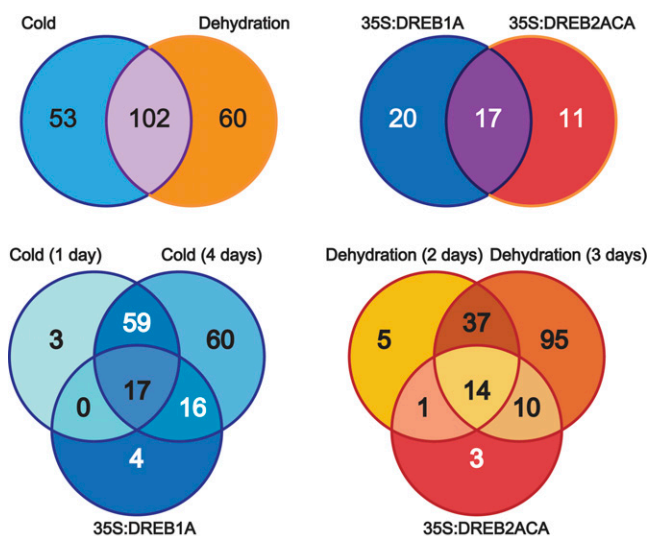 Cold Dehydration 35S:DREB1A 35S:DREB2ACA
53 102 60 20 17 11
Cold (1 day) Cold (4 days) Dehydration (2 days) Dehydration (3 days)
3 59 60 5 37 95
0 17 16 1 14 10
4 3
35S:DREB1A 35S:DREB2ACA